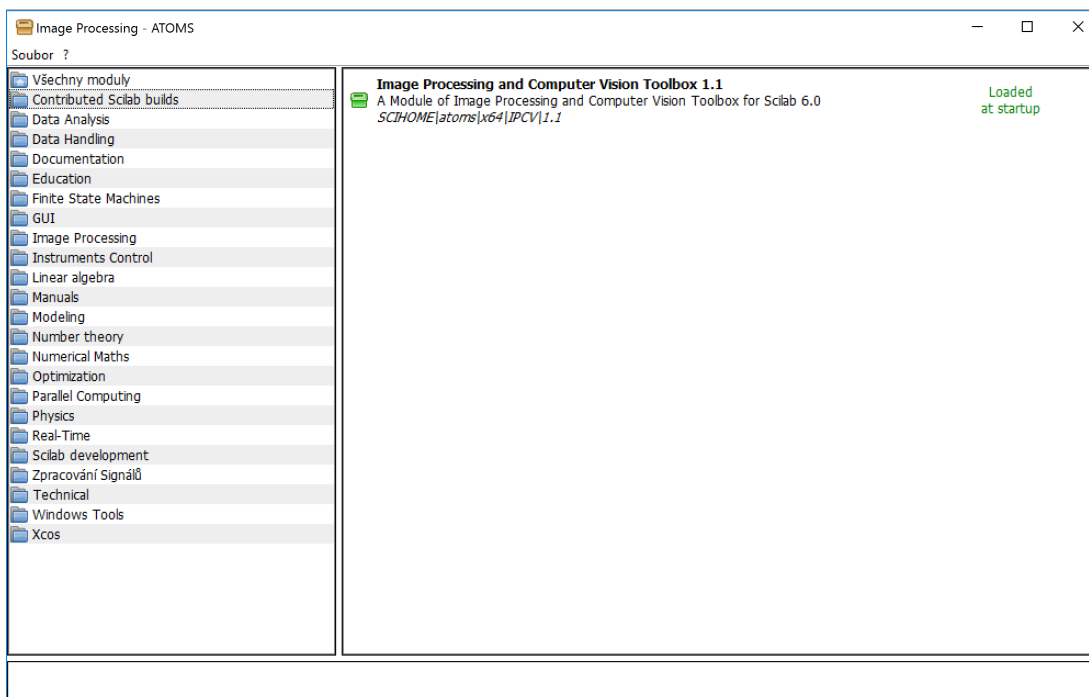 Image Processing - ATOMS
Soubor ?
Všechny moduly
Contributed Scilab builds
Data Analysis
Data Handling
Documentation
Education
Finite State Machines
GUI
Image Processing
Instruments Control
Linear algebra
Manuals
Modeling
Number theory
Numerical Maths
Optimization
Parallel Computing
Physics
Real-Time
Scilab development
Zpracování Signálů
Technical
Windows Tools
Xcos
Image Processing and Computer Vision Toolbox 1.1
A Module of Image Processing and Computer Vision Toolbox for Scilab 6.0
SCIHOME|atoms|x64|IPCV|1.1
Loaded
at startup